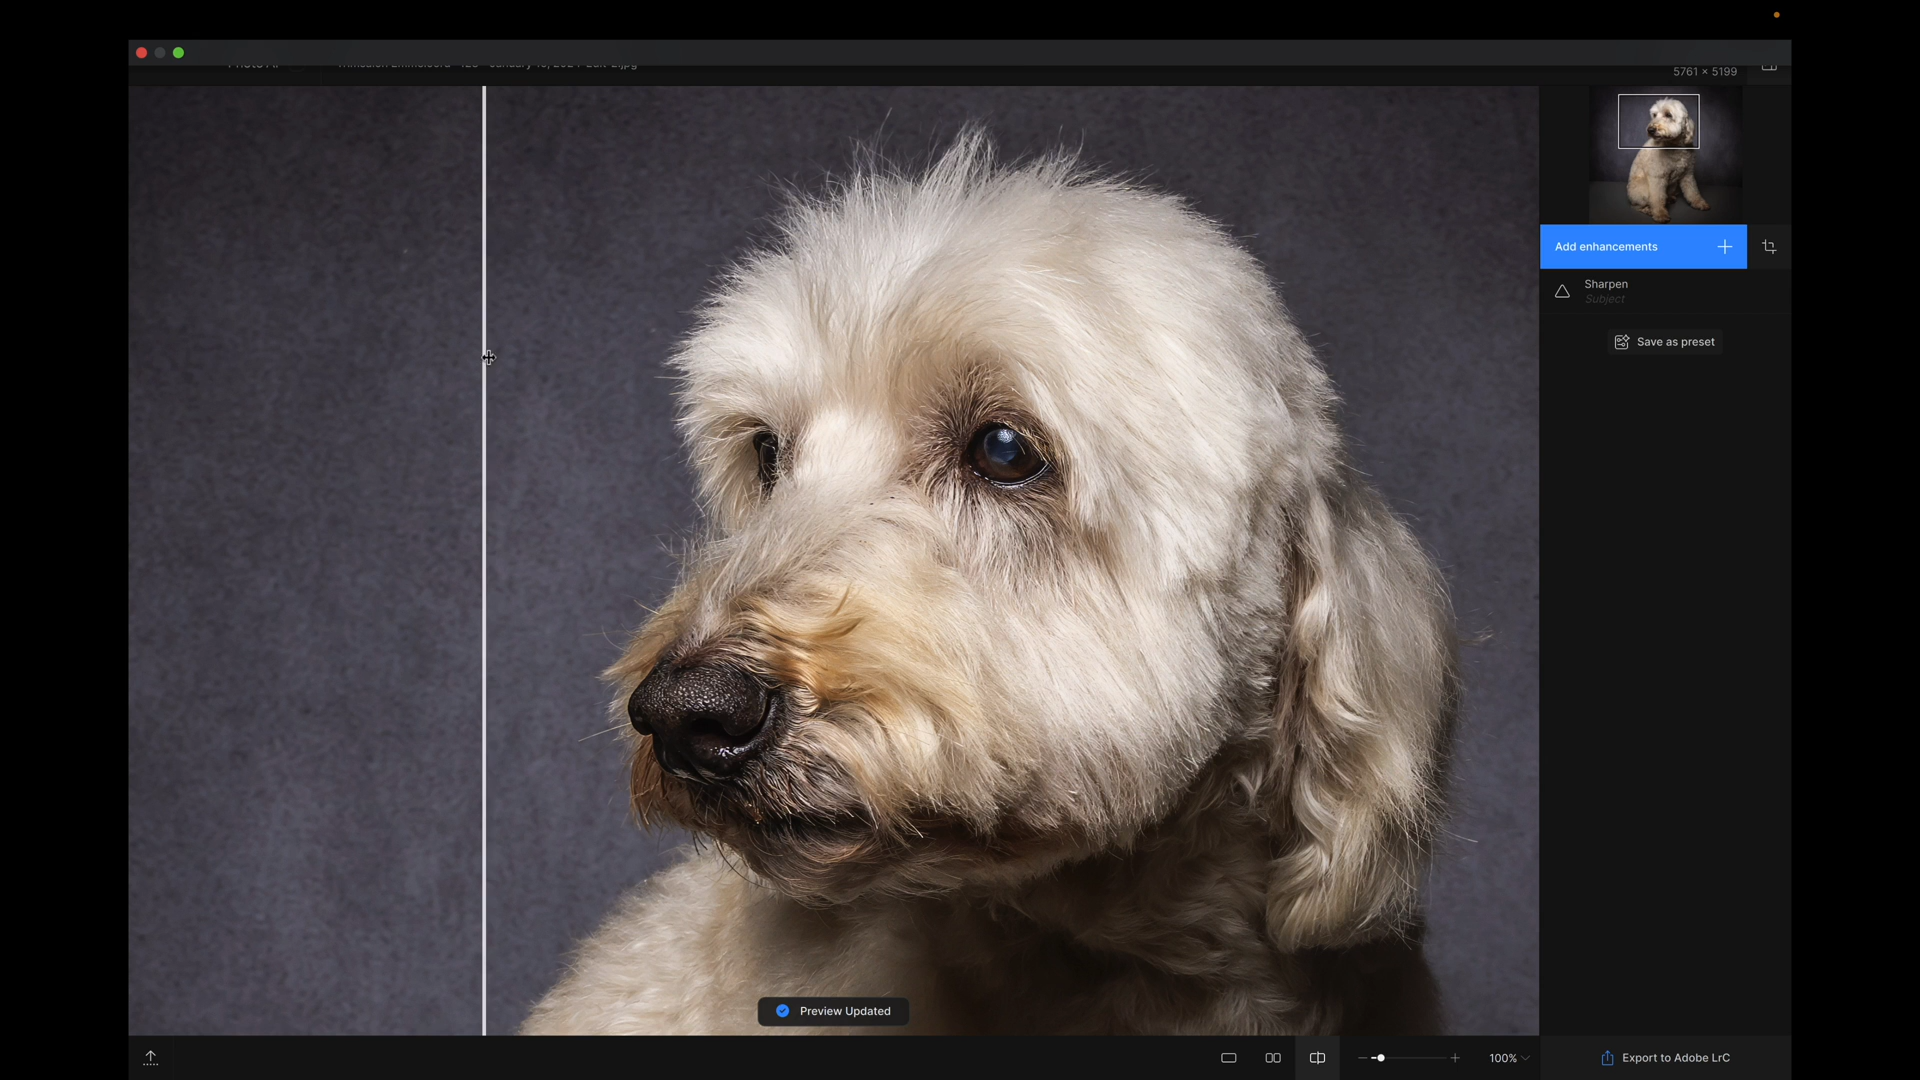 5761 × 5199
Add enhancements
Sharpen
Subject
Save as preset
Preview Updated
100%
Export to Adobe LrC